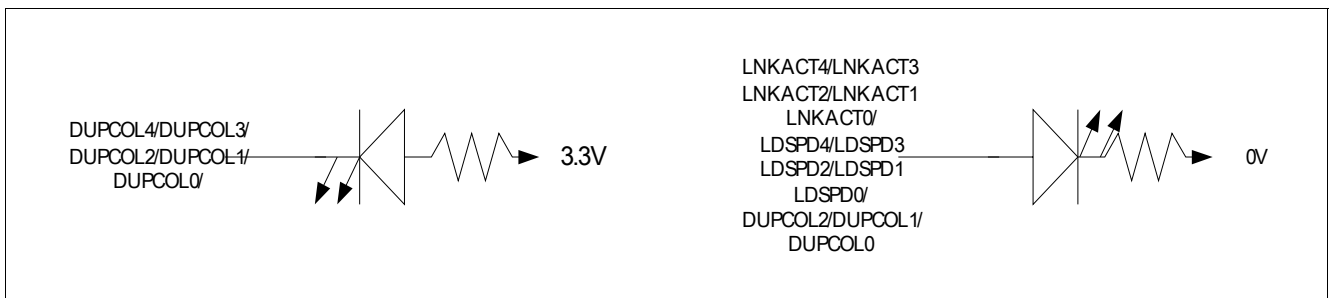 DUPCOL4/DUPCOL3/
DUPCOL2/DUPCOL1/
DUPCOL0/
3.3V
LNKACT4/LNKACT3
LNKACT2/LNKACT1
LNKACT0/
LDSPD4/LDSPD3
LDSPD2/LDSPD1
LDSPD0/
DUPCOL2/DUPCOL1/
DUPCOL0
0V